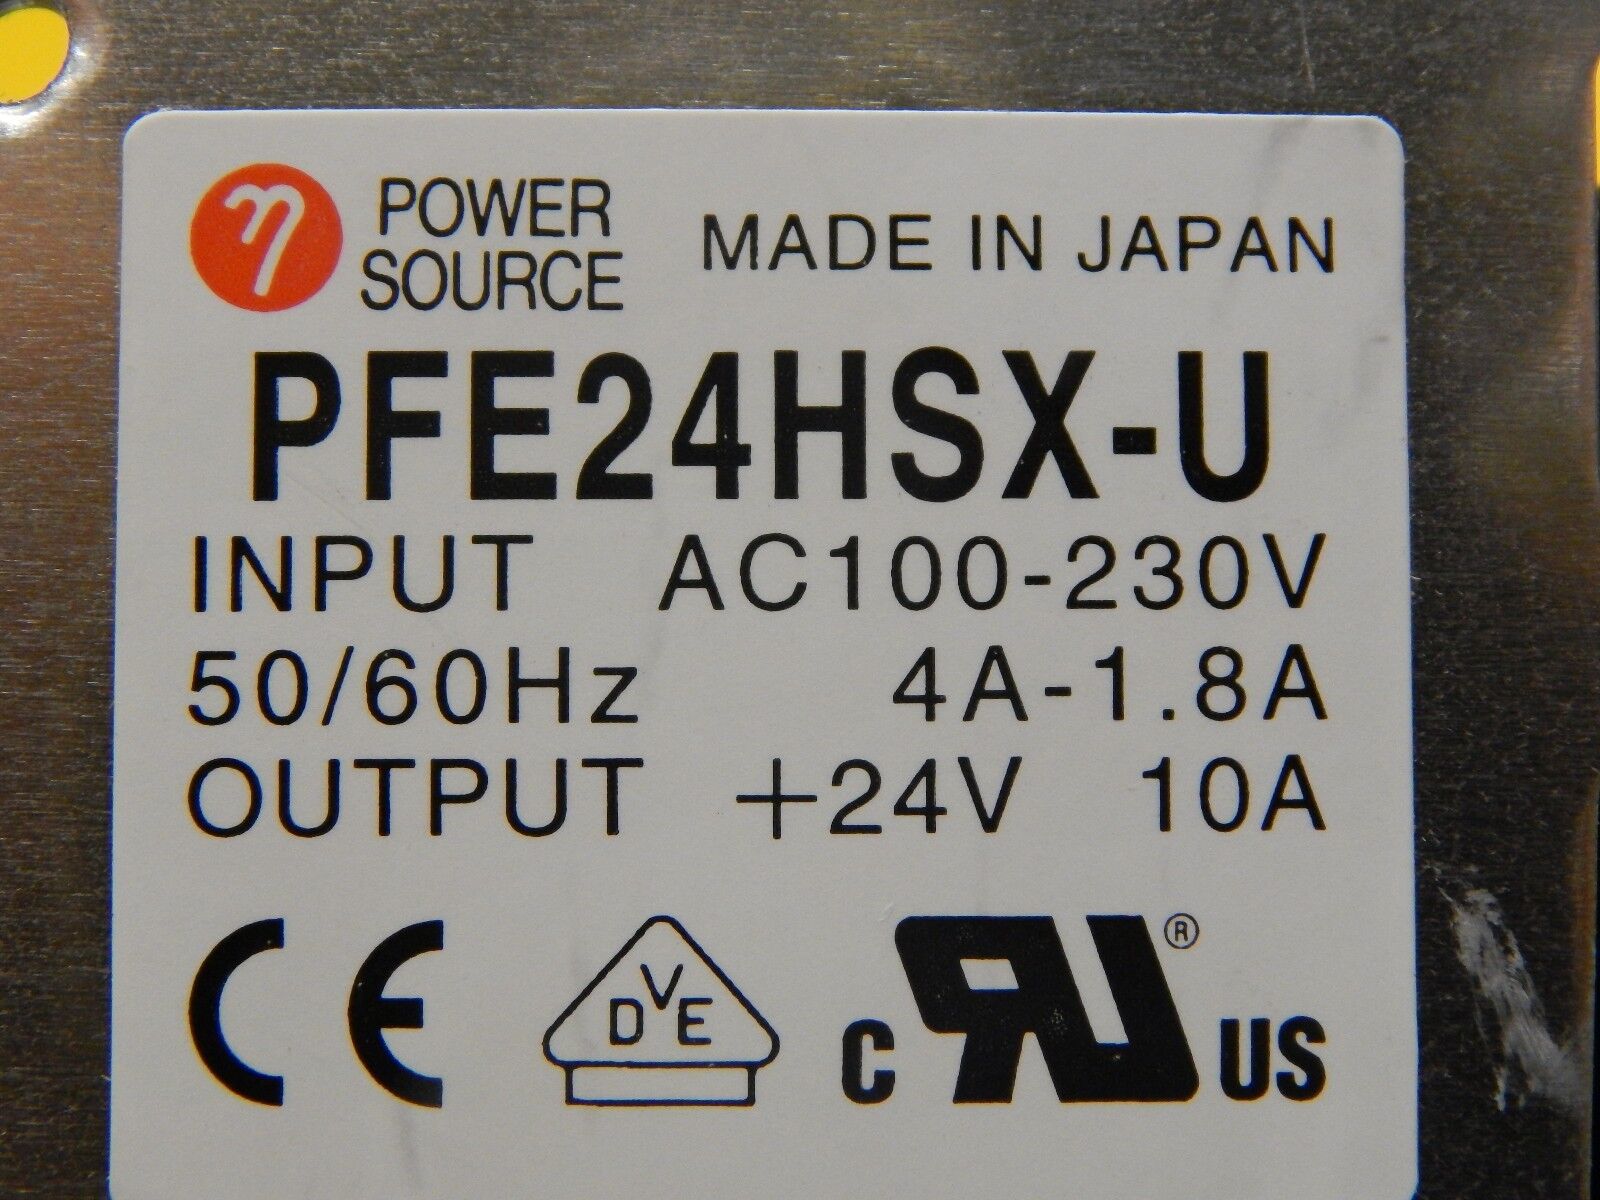 η POWER SOURCE MADE IN JAPAN
PFE24HSX-U
INPUT AC100-230V
50/60Hz 4A-1.8A
OUTPUT +24V 10A
CE DVE c RU ® US